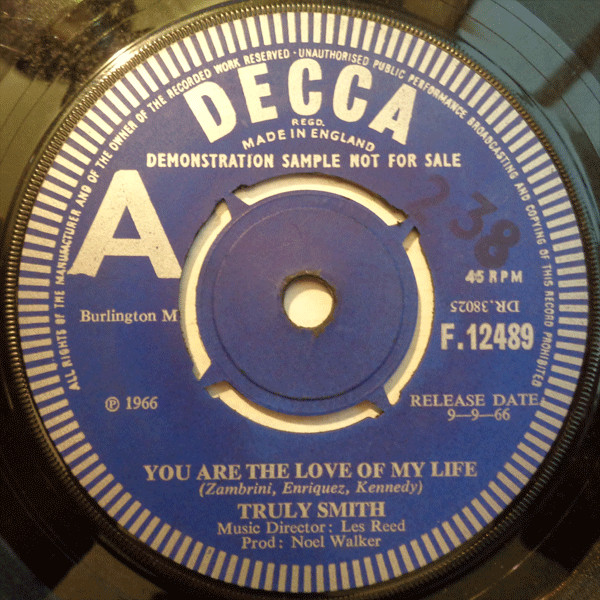 ALL RIGHTS OF THE MANUFACTURER AND OF THE OWNER OF THE RECORDED WORK RESERVED · UNAUTHORISED PUBLIC PERFORMANCE BROADCASTING AND COPYING OF THIS RECORD PROHIBITED
DECCA
REGD.
MADE IN ENGLAND
DEMONSTRATION SAMPLE NOT FOR SALE
A
238
45 RPM
Burlington M
DR.38025
F.12489
℗ 1966
RELEASE DATE
9-9-66
YOU ARE THE LOVE OF MY LIFE
(Zambrini, Enriquez, Kennedy)
TRULY SMITH
Music Director: Les Reed
Prod: Noel Walker